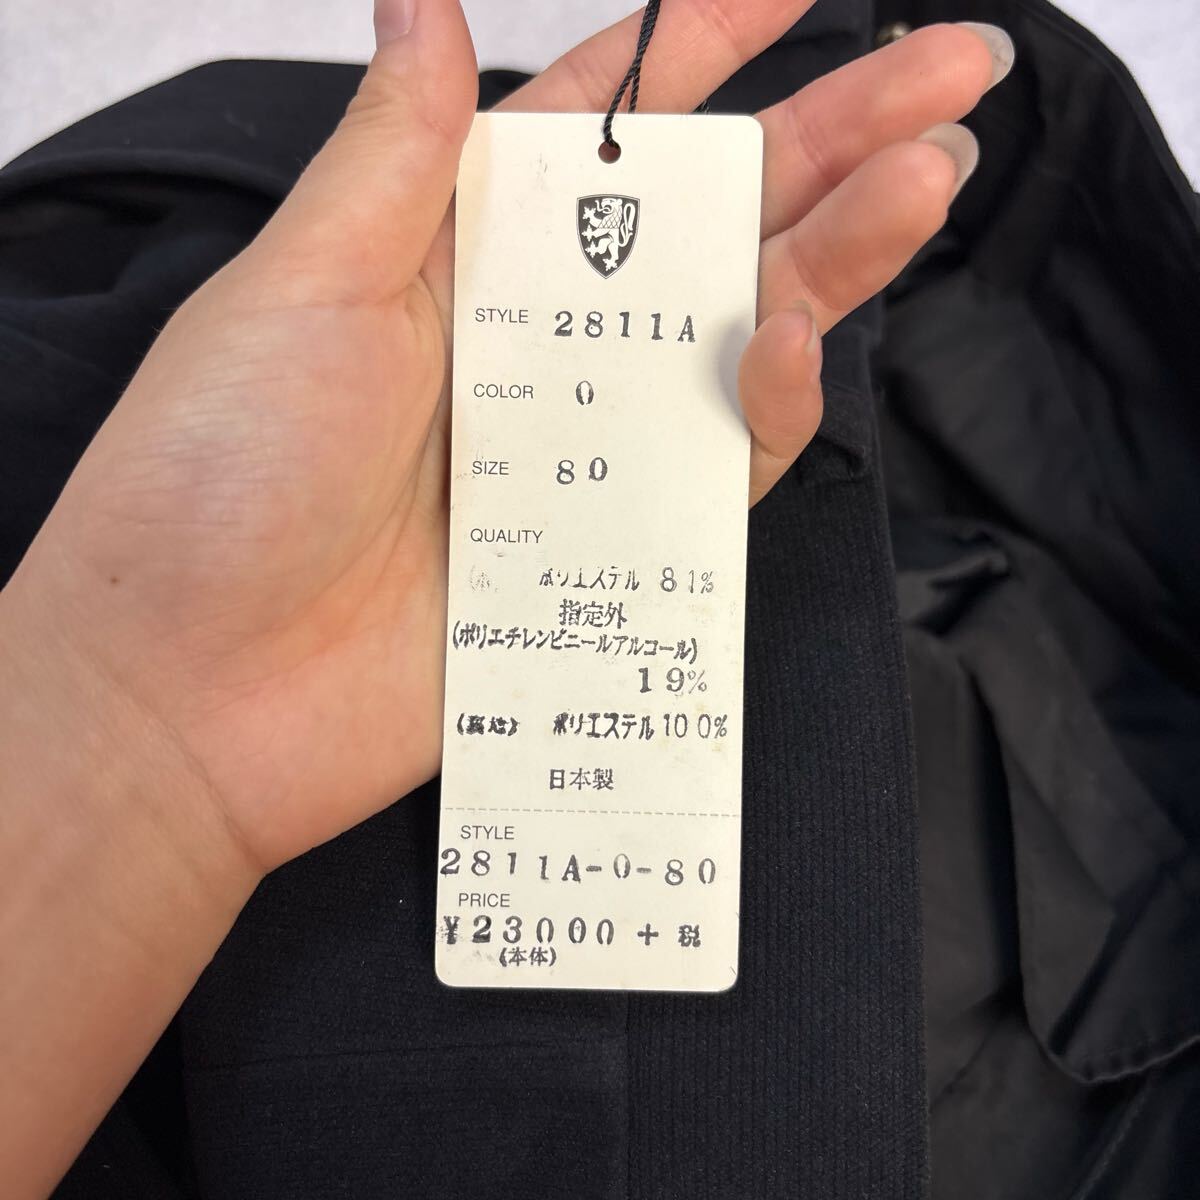 STYLE 2811A
COLOR 0
SIZE 80
QUALITY
ポリエステル 81%
指定外
(ポリエチレンビニールアルコール)
19%
ポリエステル 100%
日本製
STYLE
2811A-0-80
PRICE
¥23000+税
(本体)